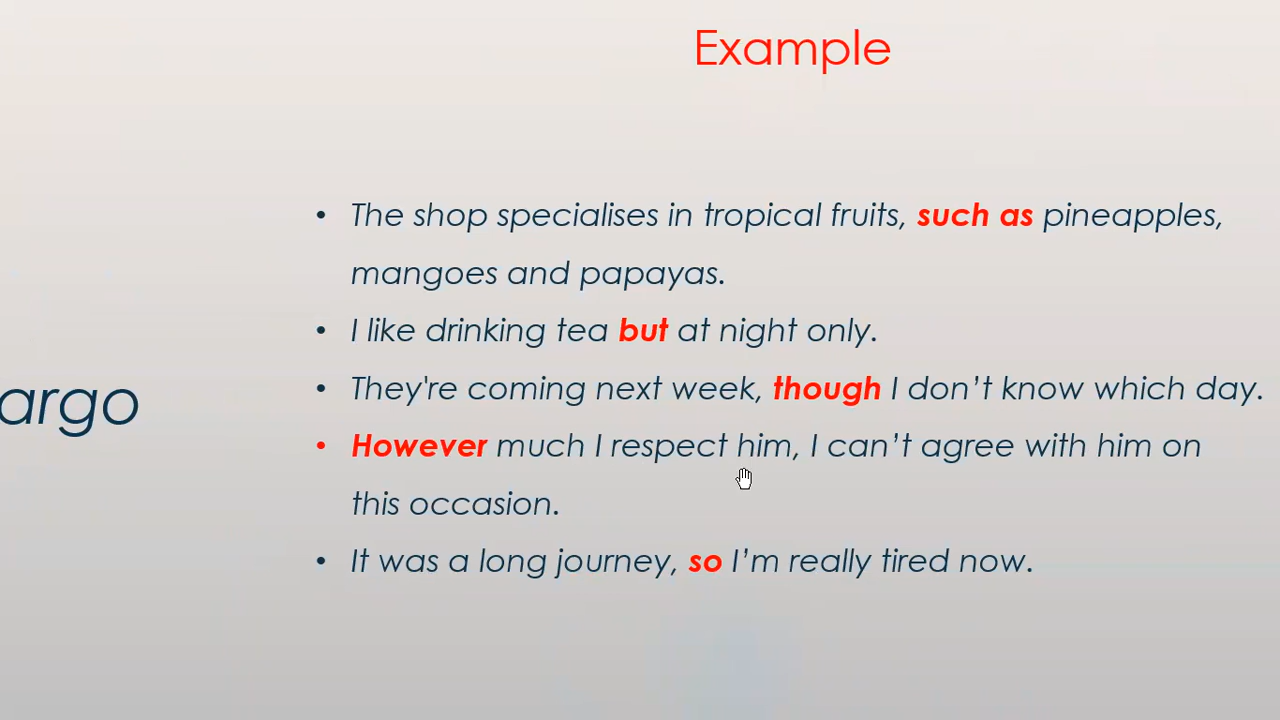 Example
• The shop specialises in tropical fruits, such as pineapples,
mangoes and papayas.
• I like drinking tea but at night only.
• They're coming next week, though I don’t know which day.
argo
• However much I respect him, I can’t agree with him on
this occasion.
• It was a long journey, so I’m really tired now.